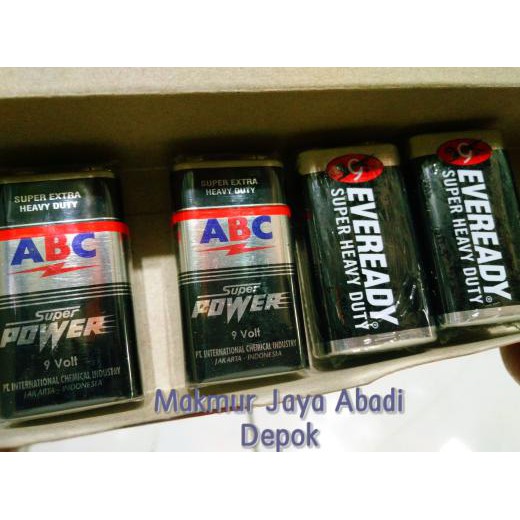 SUPER EXTRA
HEAVY DUTY
ABC
Super
POWER
9 Volt
PT. INTERNATIONAL CHEMICAL INDUSTRY
JAKARTA - INDONESIA
SUPER EXTRA
HEAVY DUTY
ABC
Super
POWER
9 Volt
PT. INTERNATIONAL CHEMICAL INDUSTRY
JAKARTA - INDONESIA
EVEREADY®
SUPER HEAVY DUTY
EVEREADY®
SUPER HEAVY DUTY
Makmur Jaya Abadi
Depok